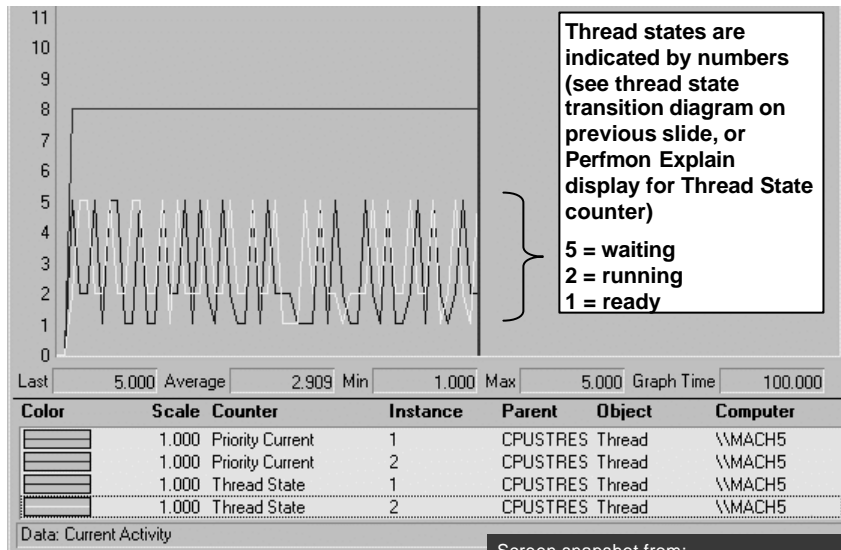 11
10
9
8
7
6
5
4
3
2
1
0
Thread states are
indicated by numbers
(see thread state
transition diagram on
previous slide, or
Perfmon Explain
display for Thread State
counter)
5 = waiting
2 = running
1 = ready
Last 5.000 Average 2.909 Min 1.000 Max 5.000 Graph Time 100.000
Color Scale Counter Instance Parent Object Computer
1.000 Priority Current 1 CPUSTRES Thread \\MACH5
1.000 Priority Current 2 CPUSTRES Thread \\MACH5
1.000 Thread State 1 CPUSTRES Thread \\MACH5
1.000 Thread State 2 CPUSTRES Thread \\MACH5
Data: Current Activity
Screen snapshot from: